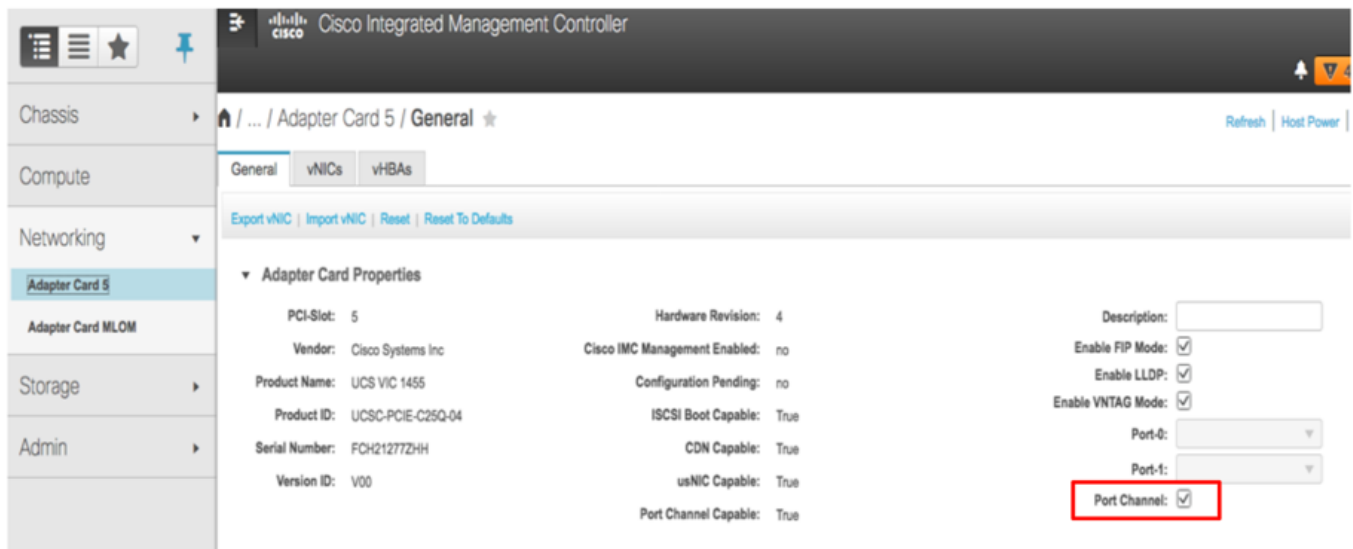 cisco
Cisco Integrated Management Controller
4
Chassis
Compute
Networking
Adapter Card 5
Adapter Card MLOM
Storage
Admin
/ ... / Adapter Card 5 / General
Refresh | Host Power |
General vNICs vHBAs
Export vNIC | Import vNIC | Reset | Reset To Defaults
Adapter Card Properties
PCI-Slot: 5
Vendor: Cisco Systems Inc
Product Name: UCS VIC 1455
Product ID: UCSC-PCIE-C25Q-04
Serial Number: FCH21277ZHH
Version ID: V00
Hardware Revision: 4
Cisco IMC Management Enabled: no
Configuration Pending: no
ISCSI Boot Capable: True
CDN Capable: True
usNIC Capable: True
Port Channel Capable: True
Description:
Enable FIP Mode:
Enable LLDP:
Enable VNTAG Mode:
Port-0:
Port-1:
Port Channel: